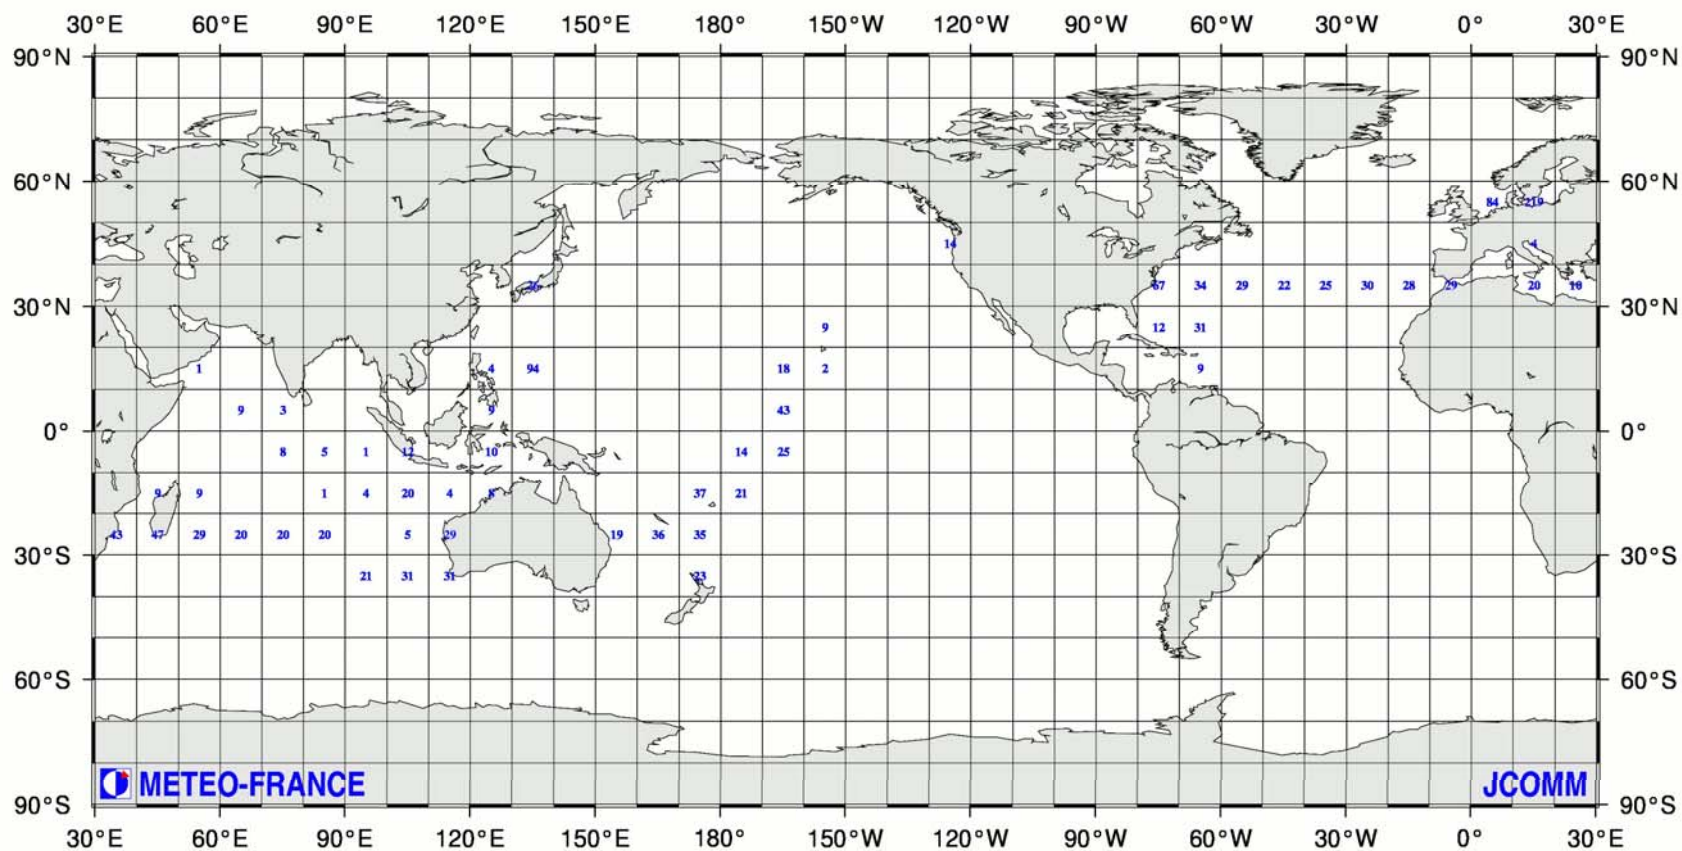 30°E 60°E 90°E 120°E 150°E 180° 150°W 120°W 90°W 60°W 30°W 0° 30°E
90°N 90°N
60°N 60°N
84 219
14 4
67 34 29 22 25 30 28 29 20 10
30°N 30°N
9 12 31
1 4 94 18 2 9
9 3 9 43
0° 0°
8 5 1 12 10 14 25
9 9 1 4 20 4 8 37 21
43 47 29 20 20 20 5 29 19 36 35
30°S 30°S
21 31 31 23
60°S 60°S
METEO-FRANCE JCOMM
90°S 90°S
30°E 60°E 90°E 120°E 150°E 180° 150°W 120°W 90°W 60°W 30°W 0° 30°E